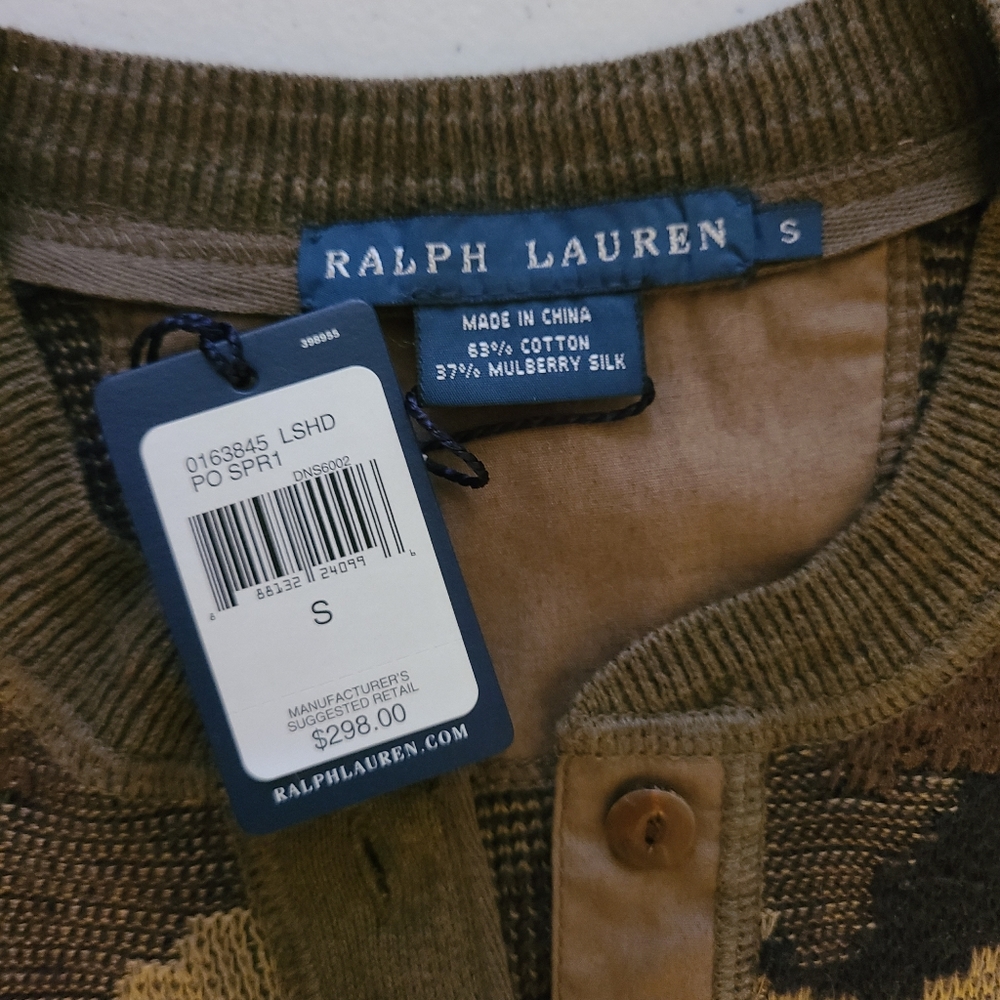 RALPH LAUREN
S
MADE IN CHINA
63% COTTON
37% MULBERRY SILK
398955
0163845 LSHD
PO SPR1
DNS6002
8 88132 24099 6
S
MANUFACTURER'S
SUGGESTED RETAIL
$298.00
RALPHLAUREN.COM